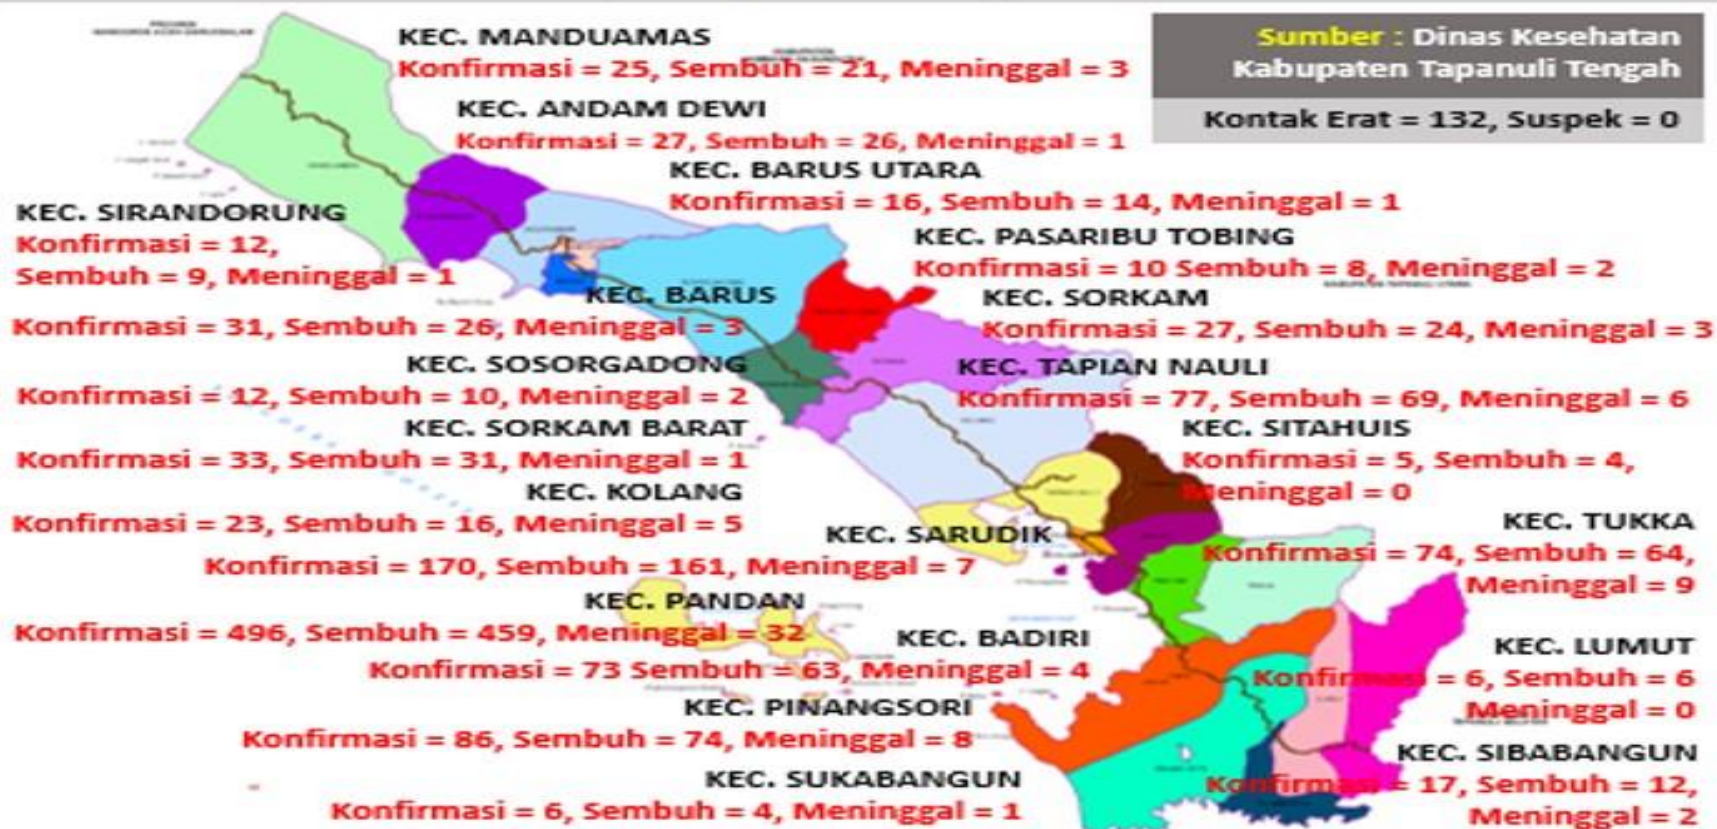 KEC. MANDUAMAS
Konfirmasi = 25, Sembuh = 21, Meninggal = 3
Sumber : Dinas Kesehatan
Kabupaten Tapanuli Tengah
Kontak Erat = 132, Suspek = 0
KEC. ANDAM DEWI
Konfirmasi = 27, Sembuh = 26, Meninggal = 1
KEC. BARUS UTARA
Konfirmasi = 16, Sembuh = 14, Meninggal = 1
KEC. SIRANDORUNG
Konfirmasi = 12,
Sembuh = 9, Meninggal = 1
KEC. PASARIBU TOBING
Konfirmasi = 10 Sembuh = 8, Meninggal = 2
KEC. BARUS
Konfirmasi = 31, Sembuh = 26, Meninggal = 3
KEC. SORKAM
Konfirmasi = 27, Sembuh = 24, Meninggal = 3
KEC. SOSORGADONG
Konfirmasi = 12, Sembuh = 10, Meninggal = 2
KEC. TAPIAN NAULI
Konfirmasi = 77, Sembuh = 69, Meninggal = 6
KEC. SORKAM BARAT
Konfirmasi = 33, Sembuh = 31, Meninggal = 1
KEC. SITAHUIS
Konfirmasi = 5, Sembuh = 4,
Meninggal = 0
KEC. KOLANG
Konfirmasi = 23, Sembuh = 16, Meninggal = 5
KEC. SARUDIK
Konfirmasi = 170, Sembuh = 161, Meninggal = 7
KEC. TUKKA
Konfirmasi = 74, Sembuh = 64,
Meninggal = 9
KEC. PANDAN
Konfirmasi = 496, Sembuh = 459, Meninggal = 32
KEC. BADIRI
Konfirmasi = 73 Sembuh = 63, Meninggal = 4
KEC. LUMUT
Konfirmasi = 6, Sembuh = 6
Meninggal = 0
KEC. PINANGSORI
Konfirmasi = 86, Sembuh = 74, Meninggal = 8
KEC. SIBABANGUN
Konfirmasi = 17, Sembuh = 12,
Meninggal = 2
KEC. SUKABANGUN
Konfirmasi = 6, Sembuh = 4, Meninggal = 1